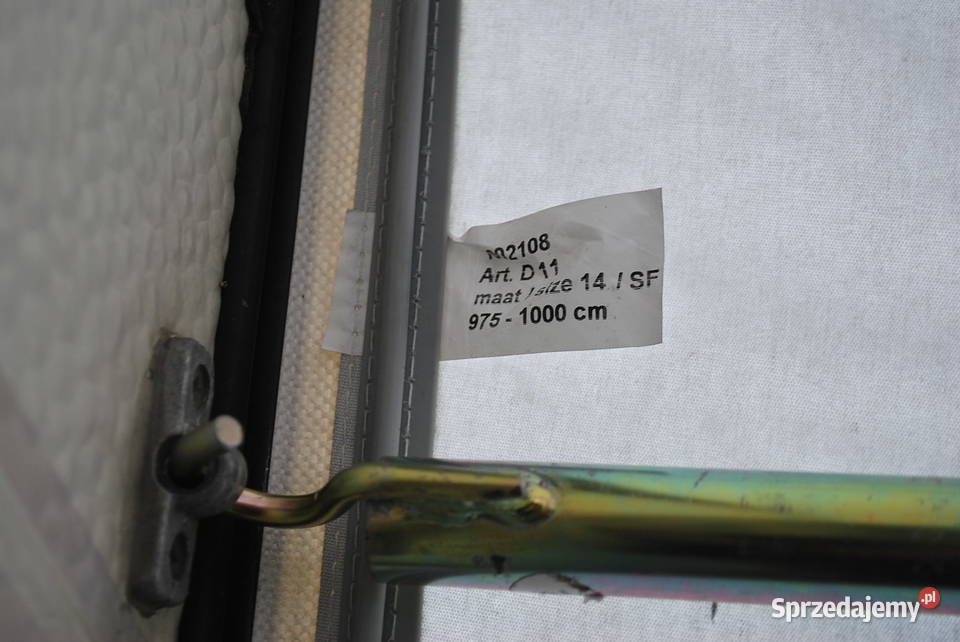 Art. D11
maat / size 14 / SF
975 - 1000 cm
Sprzedajemy.pl